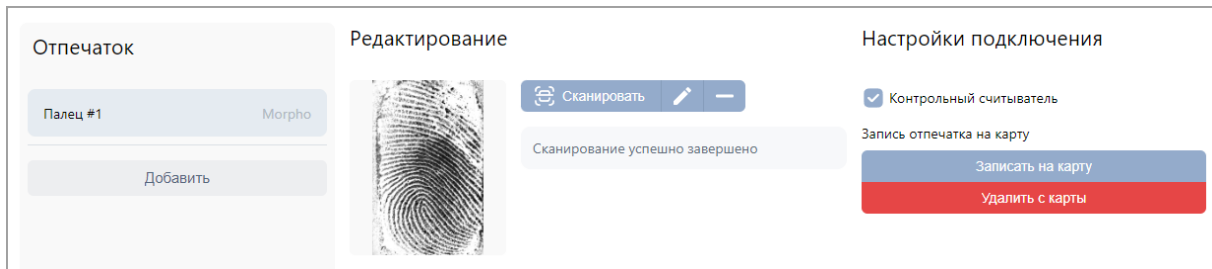 Отпечаток
Палец #1 Morpho
Добавить
Редактирование
Сканировать
Сканирование успешно завершено
Настройки подключения
Контрольный считыватель
Запись отпечатка на карту
Записать на карту
Удалить с карты